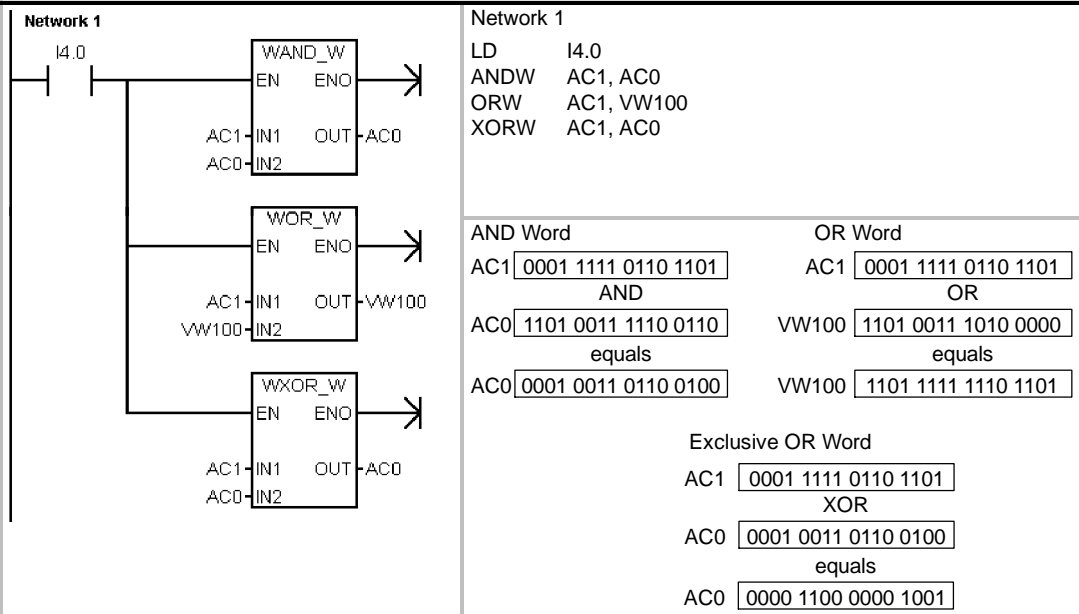 Network 1
I4.0
WAND_W
EN ENO
AC1 IN1 OUT AC0
AC0 IN2
WOR_W
EN ENO
AC1 IN1 OUT VW100
VW100 IN2
WXOR_W
EN ENO
AC1 IN1 OUT AC0
AC0 IN2
Network 1
LD I4.0
ANDW AC1, AC0
ORW AC1, VW100
XORW AC1, AC0
AND Word
AC1 0001 1111 0110 1101
AND
AC0 1101 0011 1110 0110
equals
AC0 0001 0011 0110 0100
OR Word
AC1 0001 1111 0110 1101
OR
VW100 1101 0011 1010 0000
equals
VW100 1101 1111 1110 1101
Exclusive OR Word
AC1 0001 1111 0110 1101
XOR
AC0 0001 0011 0110 0100
equals
AC0 0000 1100 0000 1001